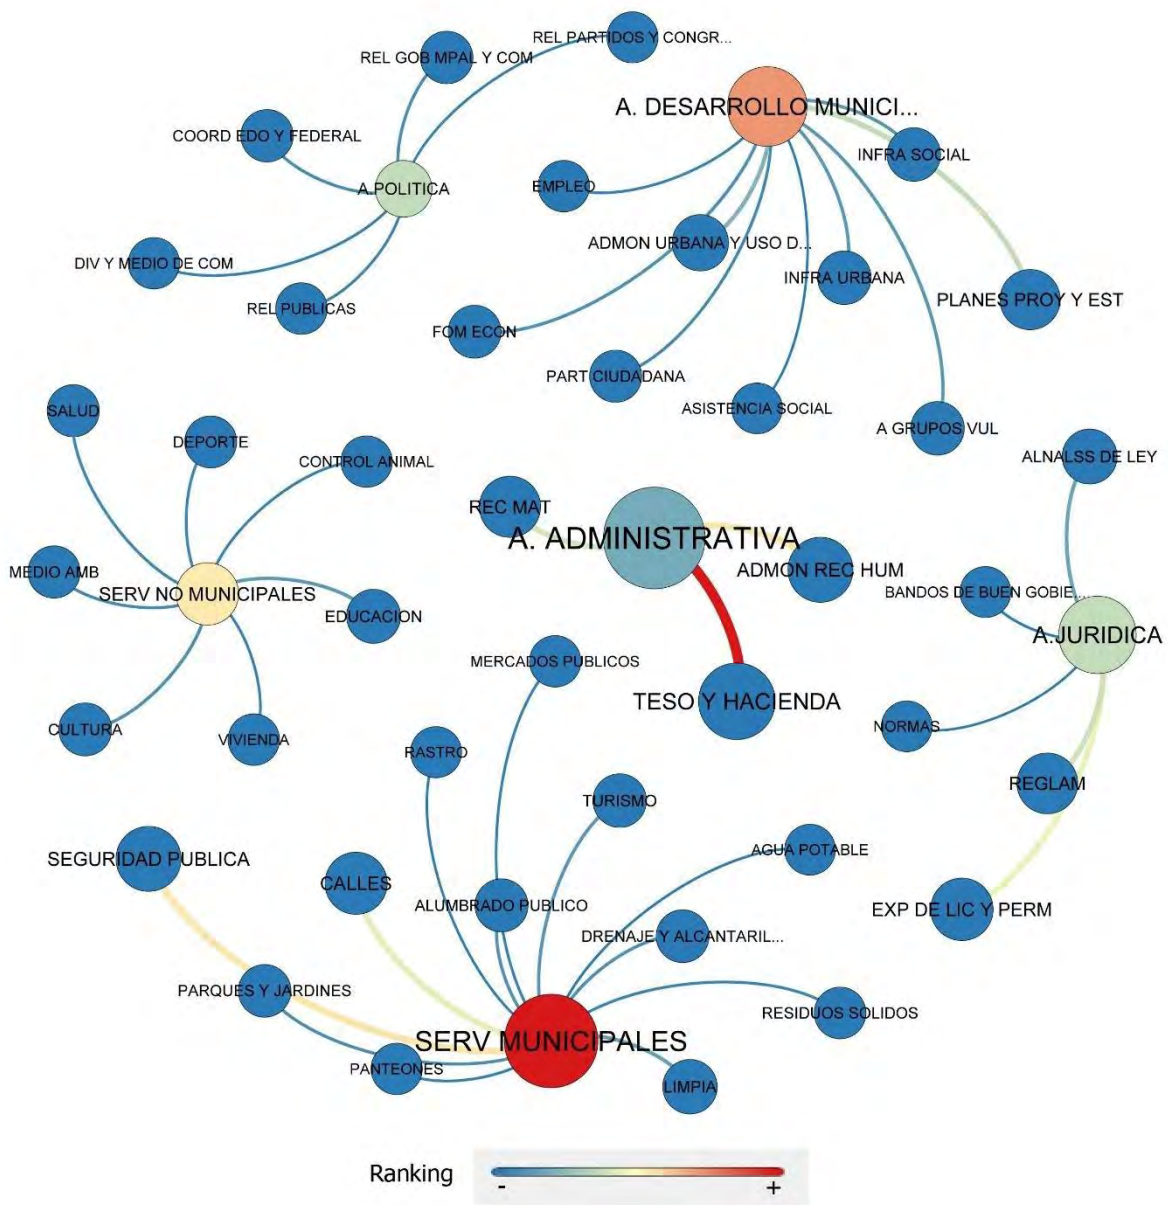 REL PARTIDOS Y CONGR...
REL GOB MPAL Y COM
A. DESARROLLO MUNICI...
COORD EDO Y FEDERAL
INFRA SOCIAL
A.POLITICA
EMPLEO
ADMON URBANA Y USO D...
DIV Y MEDIO DE COM
INFRA URBANA
PLANES PROY Y EST
REL PUBLICAS
FOM ECON
PART CIUDADANA
ASISTENCIA SOCIAL
SALUD
DEPORTE
A GRUPOS VUL
CONTROL ANIMAL
ALNALSS DE LEY
REC MAT
A. ADMINISTRATIVA
ADMON REC HUM
MEDIO AMB
SERV NO MUNICIPALES
BANDOS DE BUEN GOBIE...
EDUCACION
A.JURIDICA
MERCADOS PUBLICOS
TESO Y HACIENDA
CULTURA
VIVIENDA
NORMAS
RASTRO
REGLAM
TURISMO
AGUA POTABLE
SEGURIDAD PUBLICA
CALLES
ALUMBRADO PUBLICO
EXP DE LIC Y PERM
DRENAJE Y ALCANTARIL...
PARQUES Y JARDINES
RESIDUOS SOLIDOS
SERV MUNICIPALES
PANTEONES
LIMPIA
Ranking
- +